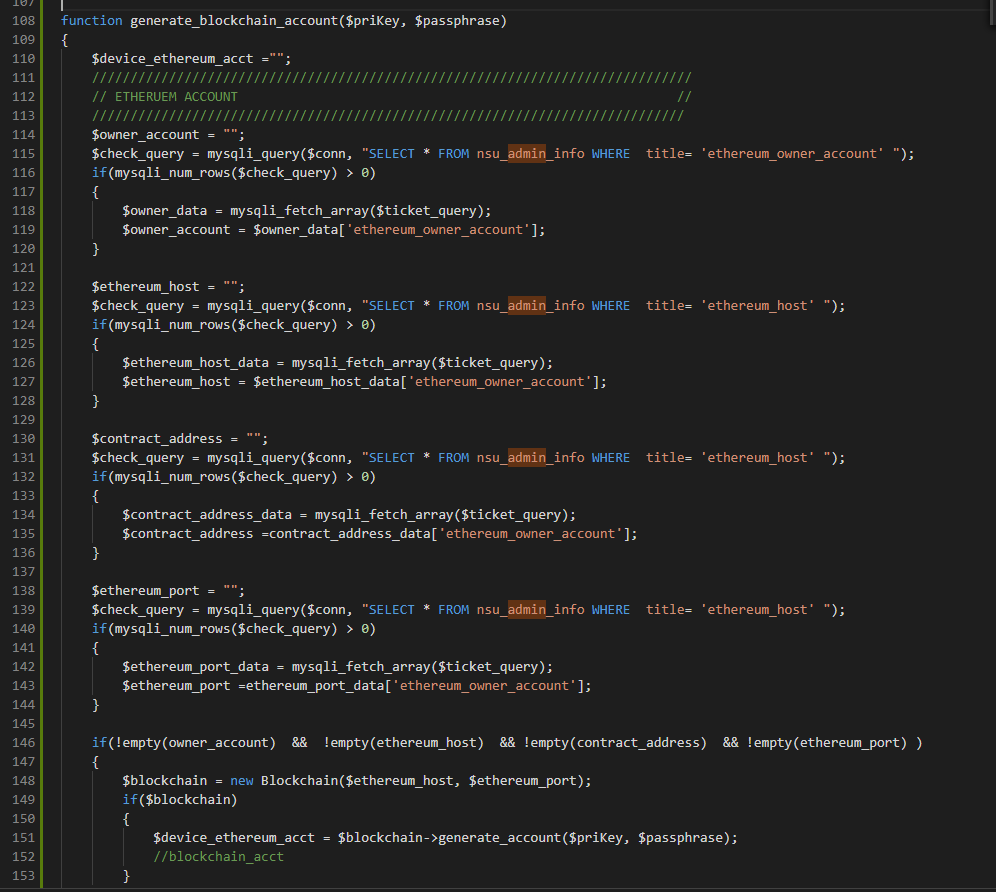 107
108 function generate_blockchain_account($priKey, $passphrase)
109 {
110 $device_ethereum_acct ="";
111 //////////////////////////////////////////////////////////////////////////////
112 // ETHERUEM ACCOUNT //
113 /////////////////////////////////////////////////////////////////////////////
114 $owner_account = "";
115 $check_query = mysqli_query($conn, "SELECT * FROM nsu_admin_info WHERE  title= 'ethereum_owner_account' ");
116 if(mysqli_num_rows($check_query) > 0)
117 {
118 $owner_data = mysqli_fetch_array($ticket_query);
119 $owner_account = $owner_data['ethereum_owner_account'];
120 }
121
122 $ethereum_host = "";
123 $check_query = mysqli_query($conn, "SELECT * FROM nsu_admin_info WHERE  title= 'ethereum_host' ");
124 if(mysqli_num_rows($check_query) > 0)
125 {
126 $ethereum_host_data = mysqli_fetch_array($ticket_query);
127 $ethereum_host = $ethereum_host_data['ethereum_owner_account'];
128 }
129
130 $contract_address = "";
131 $check_query = mysqli_query($conn, "SELECT * FROM nsu_admin_info WHERE  title= 'ethereum_host' ");
132 if(mysqli_num_rows($check_query) > 0)
133 {
134 $contract_address_data = mysqli_fetch_array($ticket_query);
135 $contract_address =contract_address_data['ethereum_owner_account'];
136 }
137
138 $ethereum_port = "";
139 $check_query = mysqli_query($conn, "SELECT * FROM nsu_admin_info WHERE  title= 'ethereum_host' ");
140 if(mysqli_num_rows($check_query) > 0)
141 {
142 $ethereum_port_data = mysqli_fetch_array($ticket_query);
143 $ethereum_port =ethereum_port_data['ethereum_owner_account'];
144 }
145
146 if(!empty(owner_account)  &&  !empty(ethereum_host)  && !empty(contract_address)  && !empty(ethereum_port) )
147 {
148 $blockchain = new Blockchain($ethereum_host, $ethereum_port);
149 if($blockchain)
150 {
151 $device_ethereum_acct = $blockchain->generate_account($priKey, $passphrase);
152 //blockchain_acct
153 }